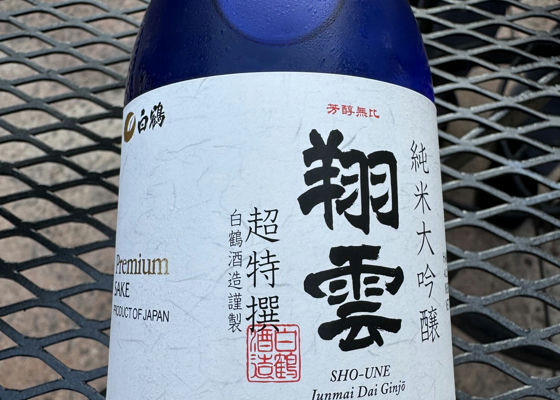 白鶴
芳醇無比
純米大吟醸
翔雲
超特撰
白鶴酒造謹製
白鶴
酒造
Premium
SAKE
PRODUCT OF JAPAN
SHO-UNE
Junmai Dai Ginjō